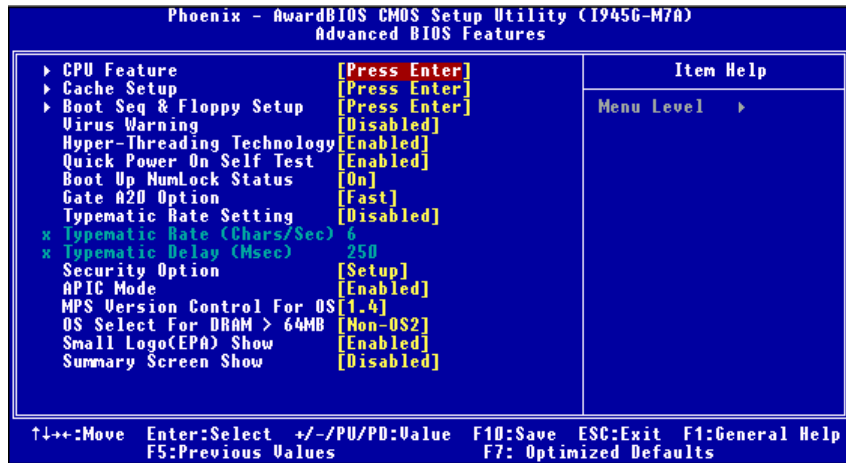 Phoenix - AwardBIOS CMOS Setup Utility (I945G-M7A)
Advanced BIOS Features
▸ CPU Feature [Press Enter]
▸ Cache Setup [Press Enter]
▸ Boot Seq & Floppy Setup [Press Enter]
Virus Warning [Disabled]
Hyper-Threading Technology[Enabled]
Quick Power On Self Test [Enabled]
Boot Up NumLock Status [On]
Gate A20 Option [Fast]
Typematic Rate Setting [Disabled]
x Typematic Rate (Chars/Sec) 6
x Typematic Delay (Msec) 250
Security Option [Setup]
APIC Mode [Enabled]
MPS Version Control For OS[1.4]
OS Select For DRAM > 64MB [Non-OS2]
Small Logo(EPA) Show [Enabled]
Summary Screen Show [Disabled]
Item Help
Menu Level ▸
↑↓→←:Move Enter:Select +/-/PU/PD:Value F10:Save ESC:Exit F1:General Help
F5:Previous Values F7: Optimized Defaults